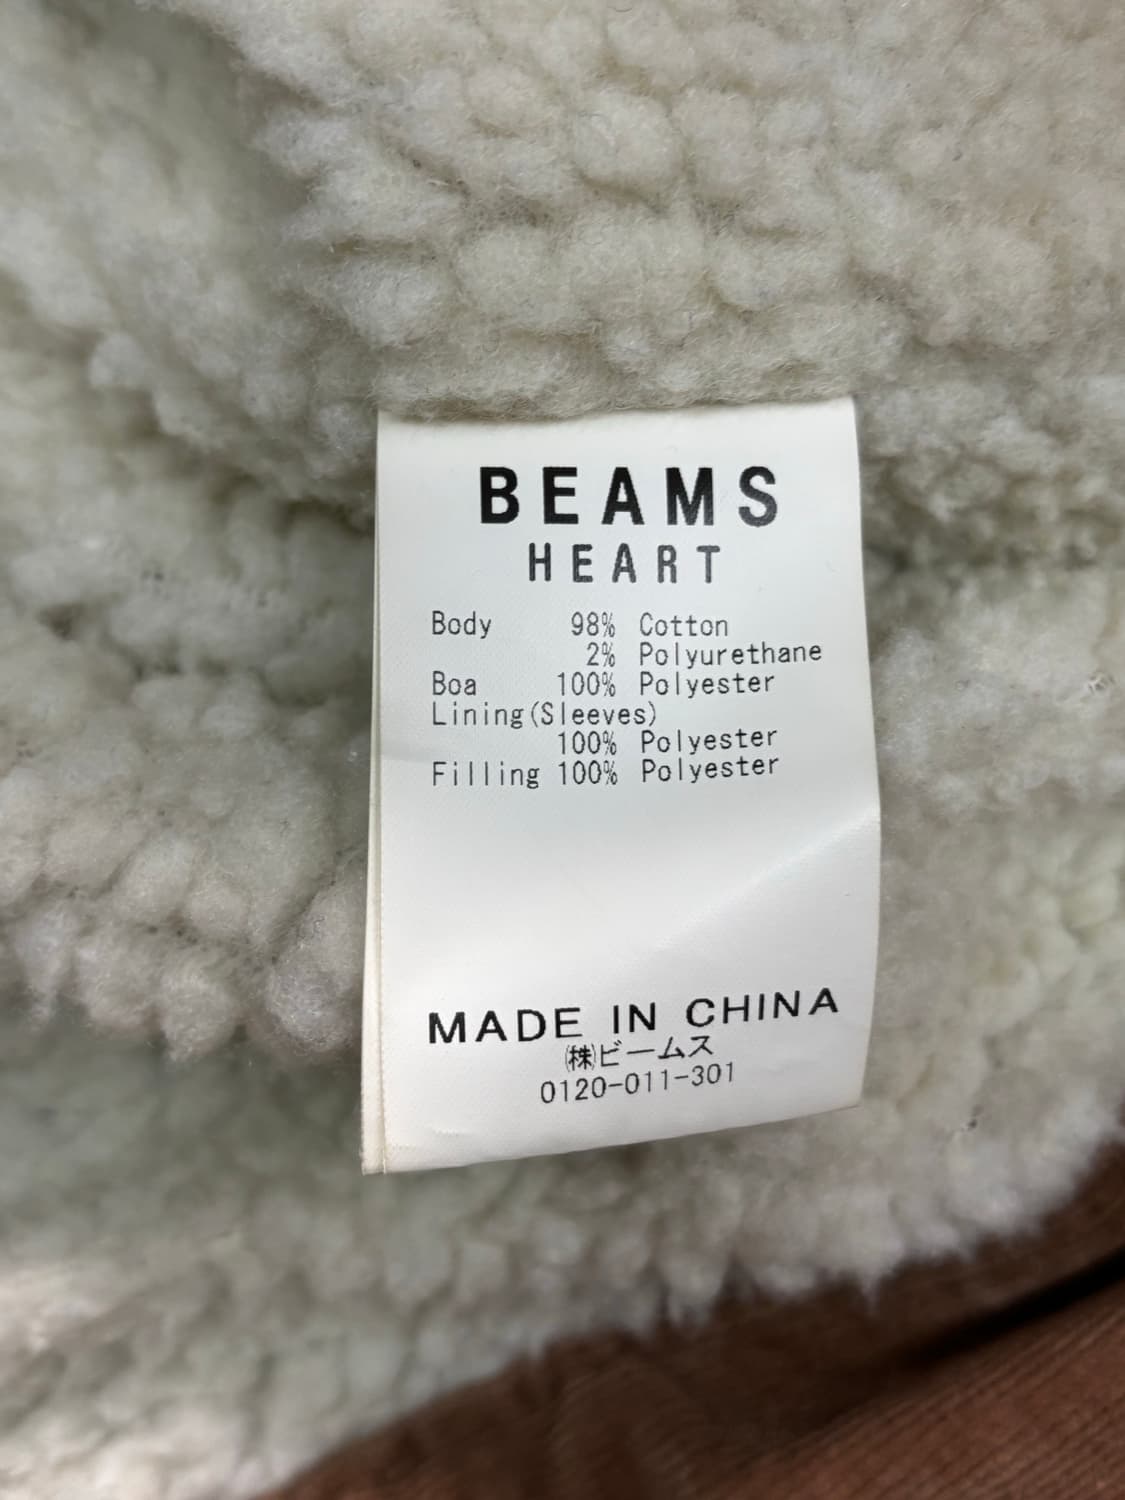 BEAMS
HEART
Body 98% Cotton
2% Polyurethane
Boa 100% Polyester
Lining(Sleeves)
100% Polyester
Filling 100% Polyester
MADE IN CHINA
㈱ビームス
0120-011-301